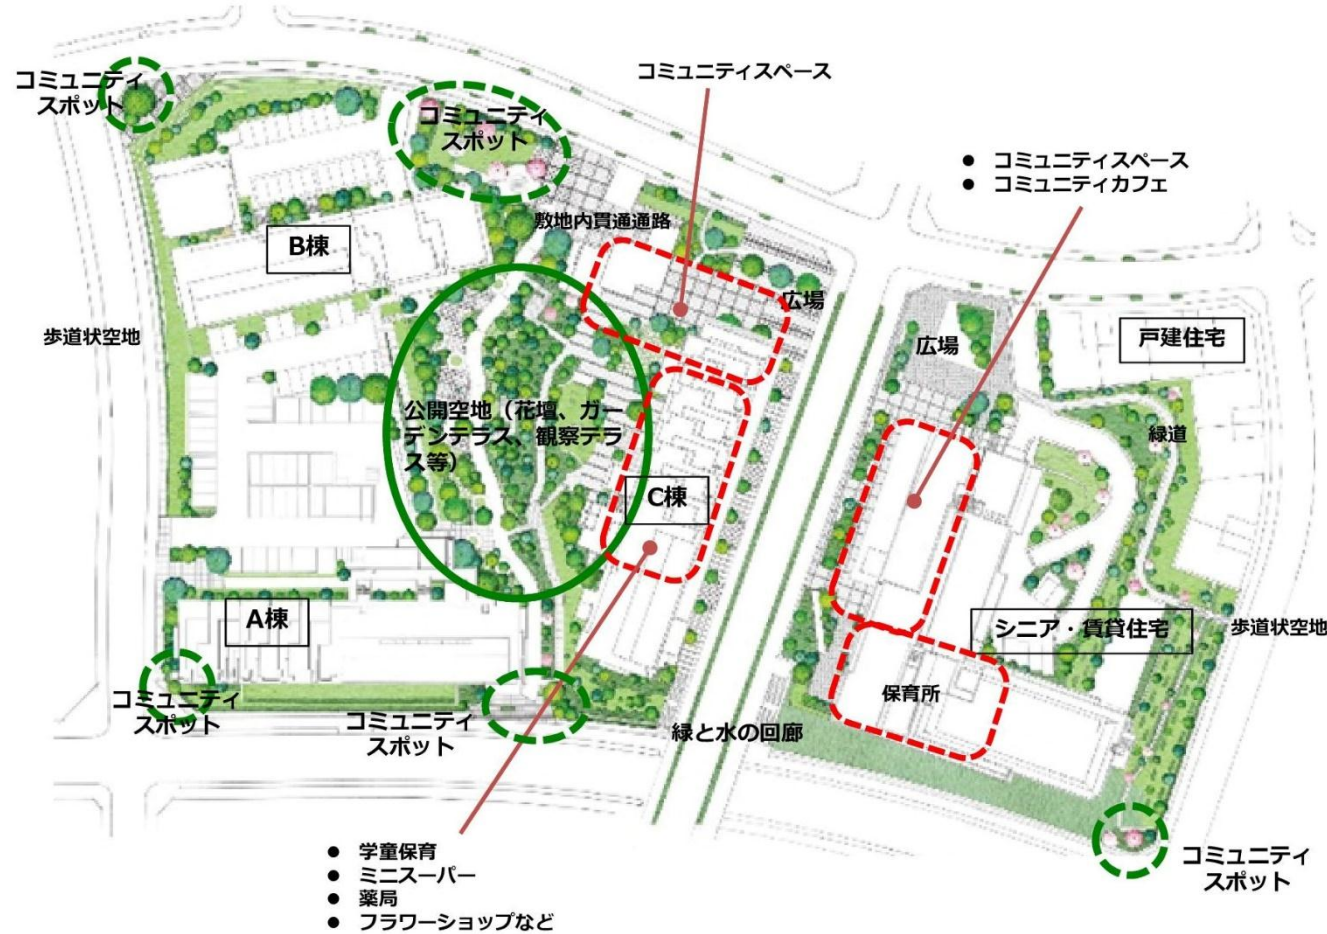 コミュニティ
スポット
コミュニティ
スポット
コミュニティスペース
● コミュニティスペース
● コミュニティカフェ
敷地内貫通通路
B棟
広場
広場
戸建住宅
歩道状空地
公開空地（花壇、ガー
デンテラス、観察テラ
ス等）
緑道
C棟
A棟
シニア・賃貸住宅
歩道状空地
保育所
コミュニティ
スポット
コミュニティ
スポット
緑と水の回廊
● 学童保育
● ミニスーパー
● 薬局
● フラワーショップなど
コミュニティ
スポット